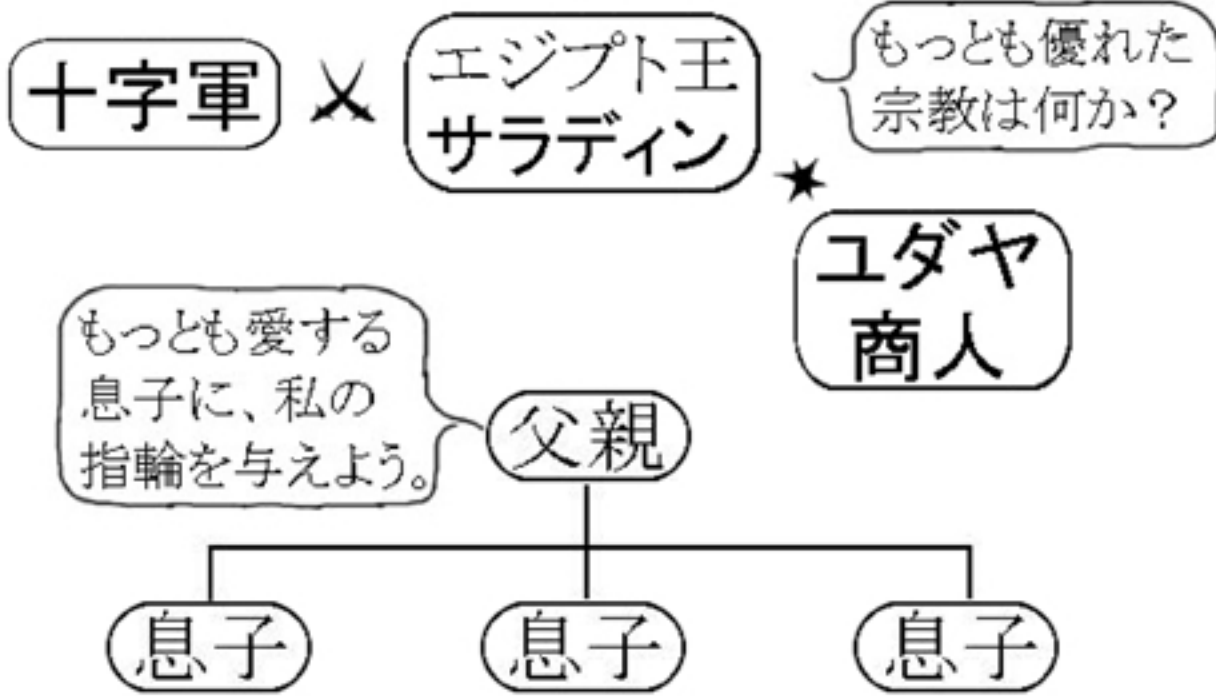 十字軍
エジプト王
サラディン
もっとも優れた
宗教は何か？
ユダヤ
商人
もっとも愛する
息子に、私の
指輪を与えよう。
父親
息子
息子
息子